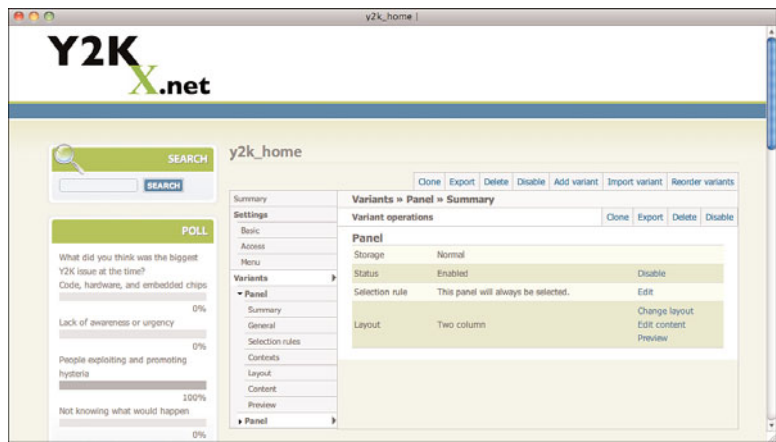 y2k_home |
Y2K
X.net
SEARCH
SEARCH
POLL
What did you think was the biggest
Y2K issue at the time?
Code, hardware, and embedded chips
0%
Lack of awareness or urgency
0%
People exploiting and promoting
hysteria
100%
Not knowing what would happen
0%
y2k_home
Clone Export Delete Disable Add variant Import variant Reorder variants
Summary
Settings
Basic
Access
Menu
Variants
Panel
Summary
General
Selection rules
Contexts
Layout
Content
Preview
Panel
Variants » Panel » Summary
Variant operations Clone Export Delete Disable
Panel
Storage Normal
Status Enabled Disable
Selection rule This panel will always be selected. Edit
Layout Two column Change layout
Edit content
Preview